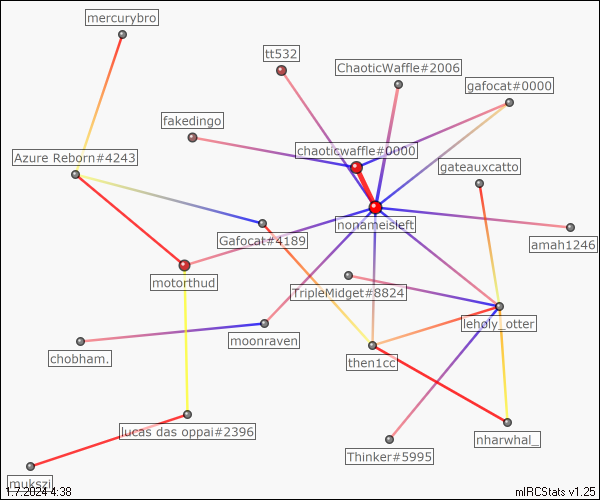 mercurybro
tt532
ChaoticWaffle#2006
gafocat#0000
fakedingo
chaoticwaffle#0000
Azure Reborn#4243
gateauxcatto
nonameisleft
Gafocat#4189
amah1246
motorthud
TripleMidget#8824
leholy_otter
moonraven
chobham.
then1cc
lucas das oppai#2396
nharwhal_
Thinker#5995
mukszi
1.7.2024 4:38
mIRCStats v1.25